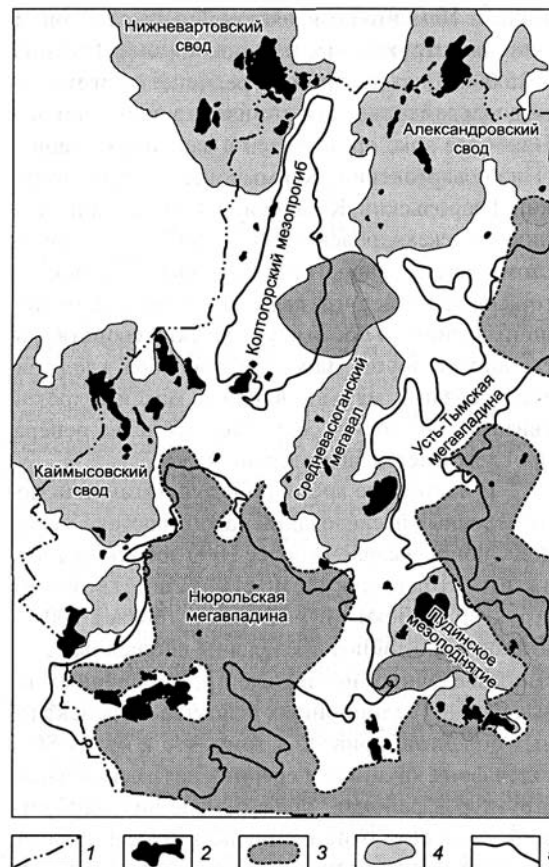 Нижневартовский
свод
Александровский
свод
Колтогорский мезопрогиб
Средневасюганский
мегавал
Усть-Тымская
мегавпадина
Каймысовский
свод
Нюрольская
мегавпадина
Пудинское
мезоподнятие
1 2 3 4